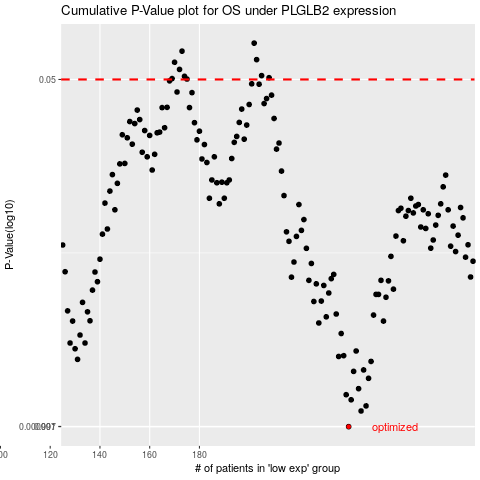 Cumulative P-Value plot for OS under PLGLB2 expression
P-Value(log10)
0.05
optimized
00 120 140 160 180
# of patients in 'low exp' group